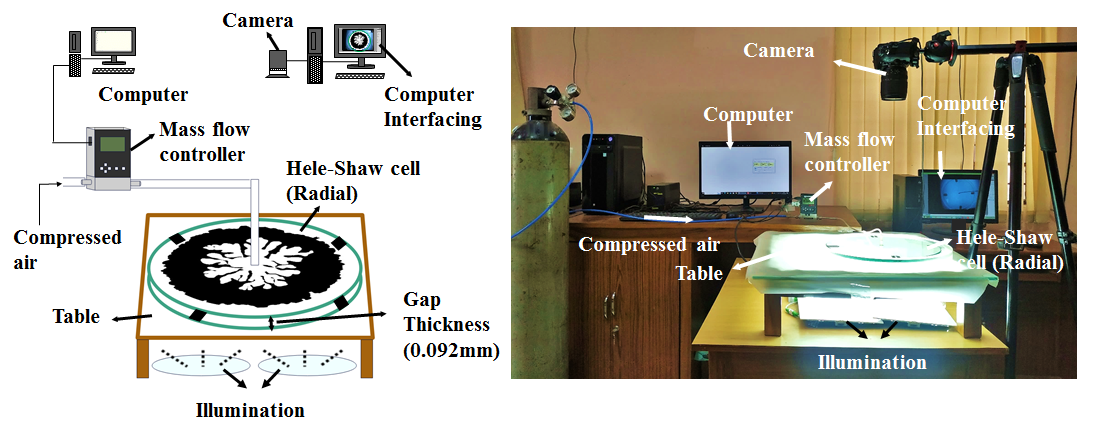 Camera
Computer
Computer
Interfacing
Mass flow
controller
Hele-Shaw cell
(Radial)
Compressed
air
Table
Gap
Thickness
(0.092mm)
Illumination
Camera
Computer
Computer
Interfacing
Mass flow
controller
Compressed air
Table
Hele-Shaw
cell (Radial)
Illumination